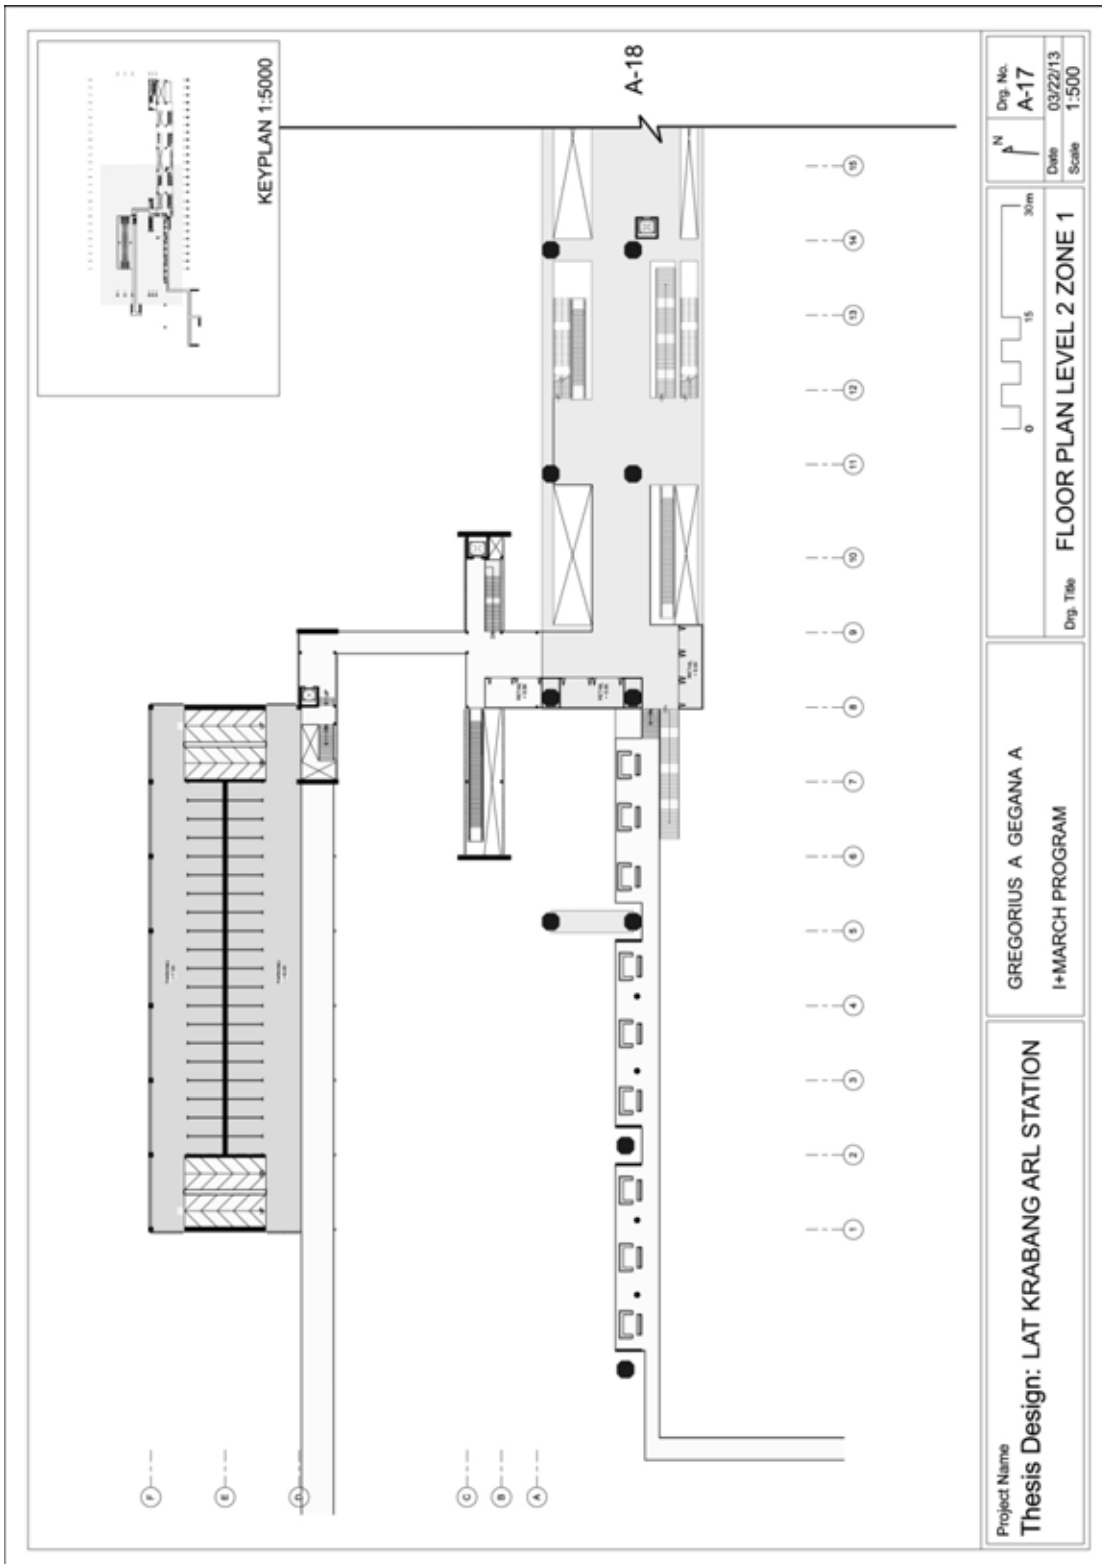 KEYPLAN 1:5000
A-18
F
E
D
C
B
A
1
2
3
4
5
6
7
8
9
10
11
12
13
14
15
Project Name
Thesis Design: LAT KRABANG ARL STATION
GREGORIUS A GEGANA A
I+MARCH PROGRAM
Drg. Title
FLOOR PLAN LEVEL 2 ZONE 1
0
15
30m
N
Drg. No.
A-17
Date 03/22/13
Scale 1:500